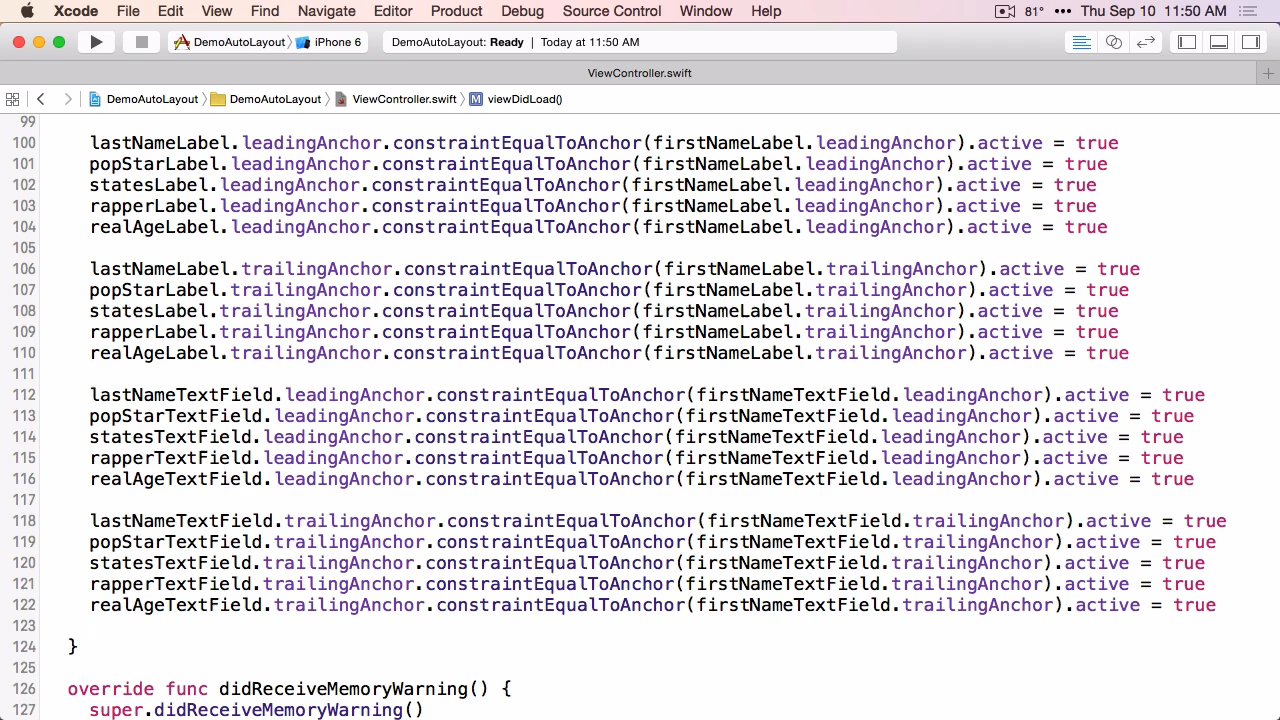 Xcode File Edit View Find Navigate Editor Product Debug Source Control Window Help 81° ••• Thu Sep 10 11:50 AM
DemoAutoLayout iPhone 6 DemoAutoLayout: Ready | Today at 11:50 AM
ViewController.swift
DemoAutoLayout DemoAutoLayout ViewController.swift M viewDidLoad()
99
100 lastNameLabel.leadingAnchor.constraintEqualToAnchor(firstNameLabel.leadingAnchor).active = true
101 popStarLabel.leadingAnchor.constraintEqualToAnchor(firstNameLabel.leadingAnchor).active = true
102 statesLabel.leadingAnchor.constraintEqualToAnchor(firstNameLabel.leadingAnchor).active = true
103 rapperLabel.leadingAnchor.constraintEqualToAnchor(firstNameLabel.leadingAnchor).active = true
104 realAgeLabel.leadingAnchor.constraintEqualToAnchor(firstNameLabel.leadingAnchor).active = true
105
106 lastNameLabel.trailingAnchor.constraintEqualToAnchor(firstNameLabel.trailingAnchor).active = true
107 popStarLabel.trailingAnchor.constraintEqualToAnchor(firstNameLabel.trailingAnchor).active = true
108 statesLabel.trailingAnchor.constraintEqualToAnchor(firstNameLabel.trailingAnchor).active = true
109 rapperLabel.trailingAnchor.constraintEqualToAnchor(firstNameLabel.trailingAnchor).active = true
110 realAgeLabel.trailingAnchor.constraintEqualToAnchor(firstNameLabel.trailingAnchor).active = true
111
112 lastNameTextField.leadingAnchor.constraintEqualToAnchor(firstNameTextField.leadingAnchor).active = true
113 popStarTextField.leadingAnchor.constraintEqualToAnchor(firstNameTextField.leadingAnchor).active = true
114 statesTextField.leadingAnchor.constraintEqualToAnchor(firstNameTextField.leadingAnchor).active = true
115 rapperTextField.leadingAnchor.constraintEqualToAnchor(firstNameTextField.leadingAnchor).active = true
116 realAgeTextField.leadingAnchor.constraintEqualToAnchor(firstNameTextField.leadingAnchor).active = true
117
118 lastNameTextField.trailingAnchor.constraintEqualToAnchor(firstNameTextField.trailingAnchor).active = true
119 popStarTextField.trailingAnchor.constraintEqualToAnchor(firstNameTextField.trailingAnchor).active = true
120 statesTextField.trailingAnchor.constraintEqualToAnchor(firstNameTextField.trailingAnchor).active = true
121 rapperTextField.trailingAnchor.constraintEqualToAnchor(firstNameTextField.trailingAnchor).active = true
122 realAgeTextField.trailingAnchor.constraintEqualToAnchor(firstNameTextField.trailingAnchor).active = true
123
124 }
125
126 override func didReceiveMemoryWarning() {
127 super.didReceiveMemoryWarning()